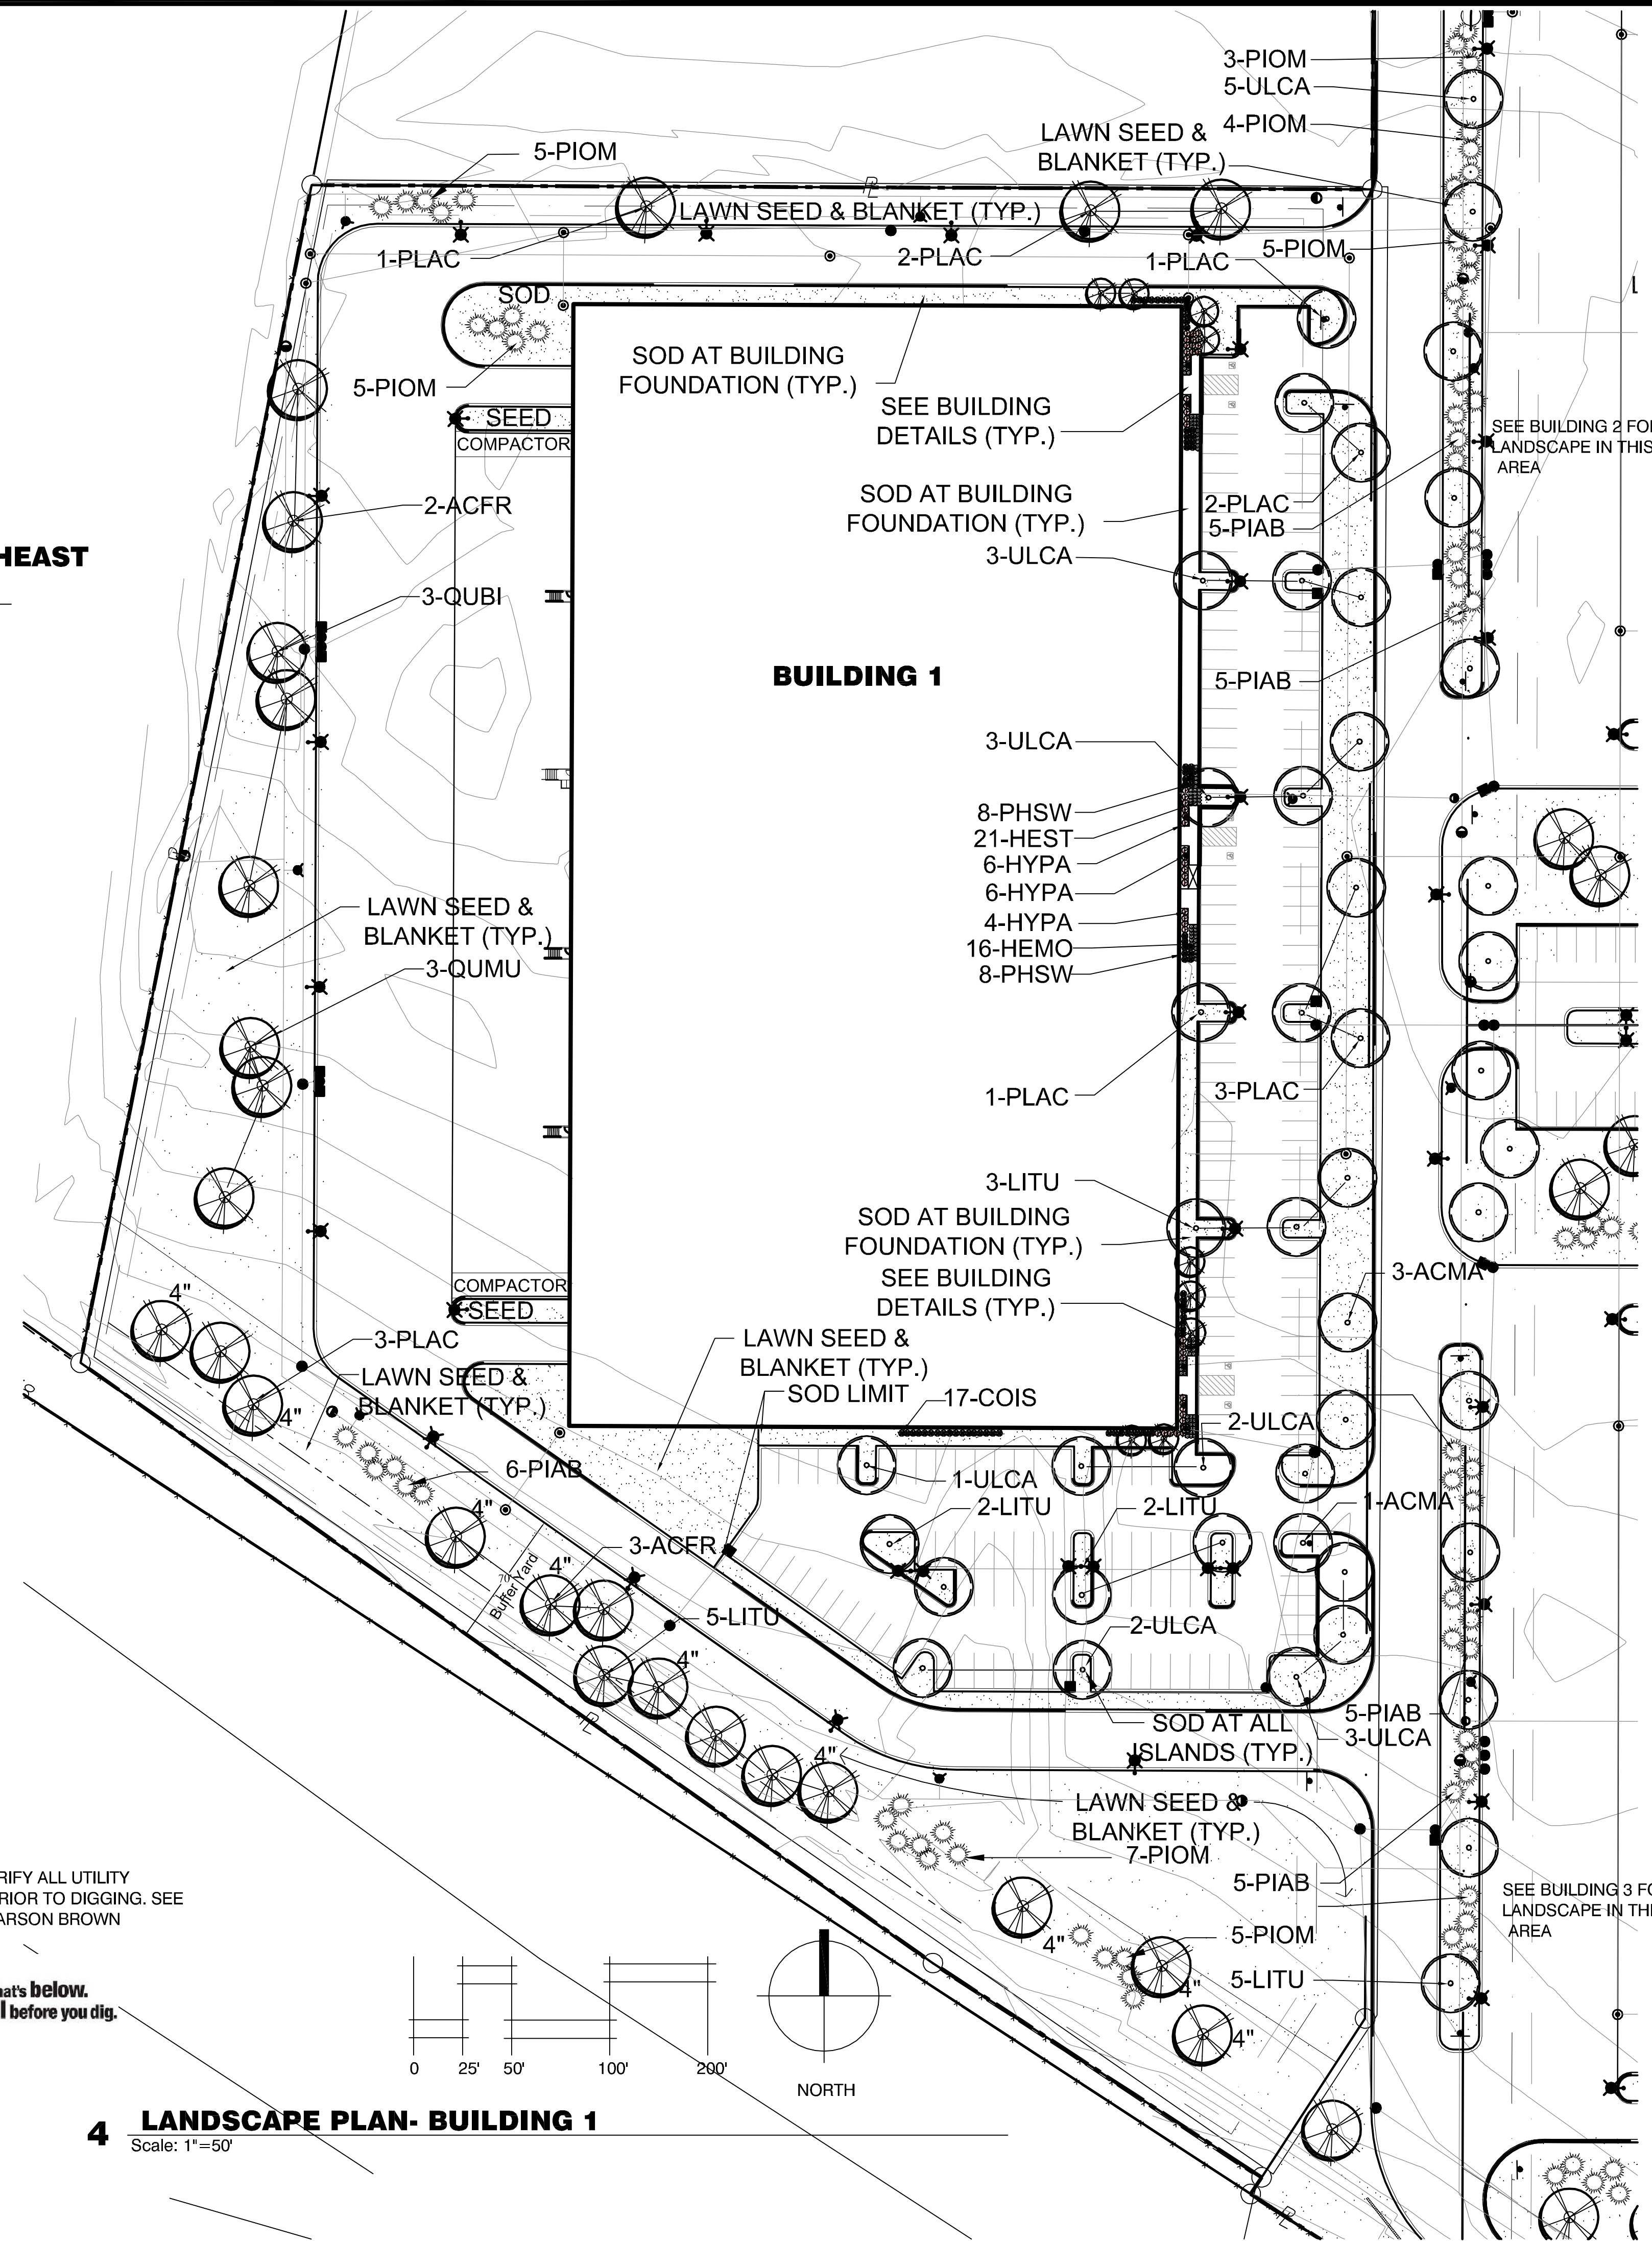 3-PIOM
5-ULCA
4-PIOM
LAWN SEED &
BLANKET (TYP.)
5-PIOM
LAWN SEED & BLANKET (TYP.)
1-PLAC
2-PLAC
1-PLAC
5-PIOM
SOD
SOD AT BUILDING
FOUNDATION (TYP.)
5-PIOM
SEE BUILDING
DETAILS (TYP.)
SEED
COMPACTOR
SEE BUILDING 2 FO
LANDSCAPE IN THIS
AREA
2-ACFR
SOD AT BUILDING
FOUNDATION (TYP.)
2-PLAC
5-PIAB
HEAST
3-ULCA
3-QUBI
BUILDING 1
5-PIAB
3-ULCA
8-PHSW
21-HEST
6-HYPA
6-HYPA
4-HYPA
16-HEMO
8-PHSW
LAWN SEED &
BLANKET (TYP.)
3-QUMU
1-PLAC
3-PLAC
3-LITU
SOD AT BUILDING
FOUNDATION (TYP.)
SEE BUILDING
DETAILS (TYP.)
3-ACMA
COMPACTOR
SEED
4"
3-PLAC
LAWN SEED &
BLANKET (TYP.)
SOD LIMIT
17-COIS
LAWN SEED &
BLANKET (TYP.)
4"
2-ULCA
6-PIAB
1-ULCA
2-LITU
2-LITU
1-ACMA
4"
3-ACFR
4"
70'
Buffer Yard
5-LITU
2-ULCA
4"
5-PIAB
3-ULCA
SOD AT ALL
ISLANDS (TYP.)
4"
LAWN SEED &
BLANKET (TYP.)
7-PIOM
5-PIAB
SEE BUILDING 3 FO
LANDSCAPE IN THI
AREA
RIFY ALL UTILITY
RIOR TO DIGGING. SEE
ARSON BROWN
5-PIOM
4"
5-LITU
4"
4"
hat's below.
l before you dig.
0 25' 50' 100' 200'
NORTH
4 LANDSCAPE PLAN- BUILDING 1
Scale: 1"=50'